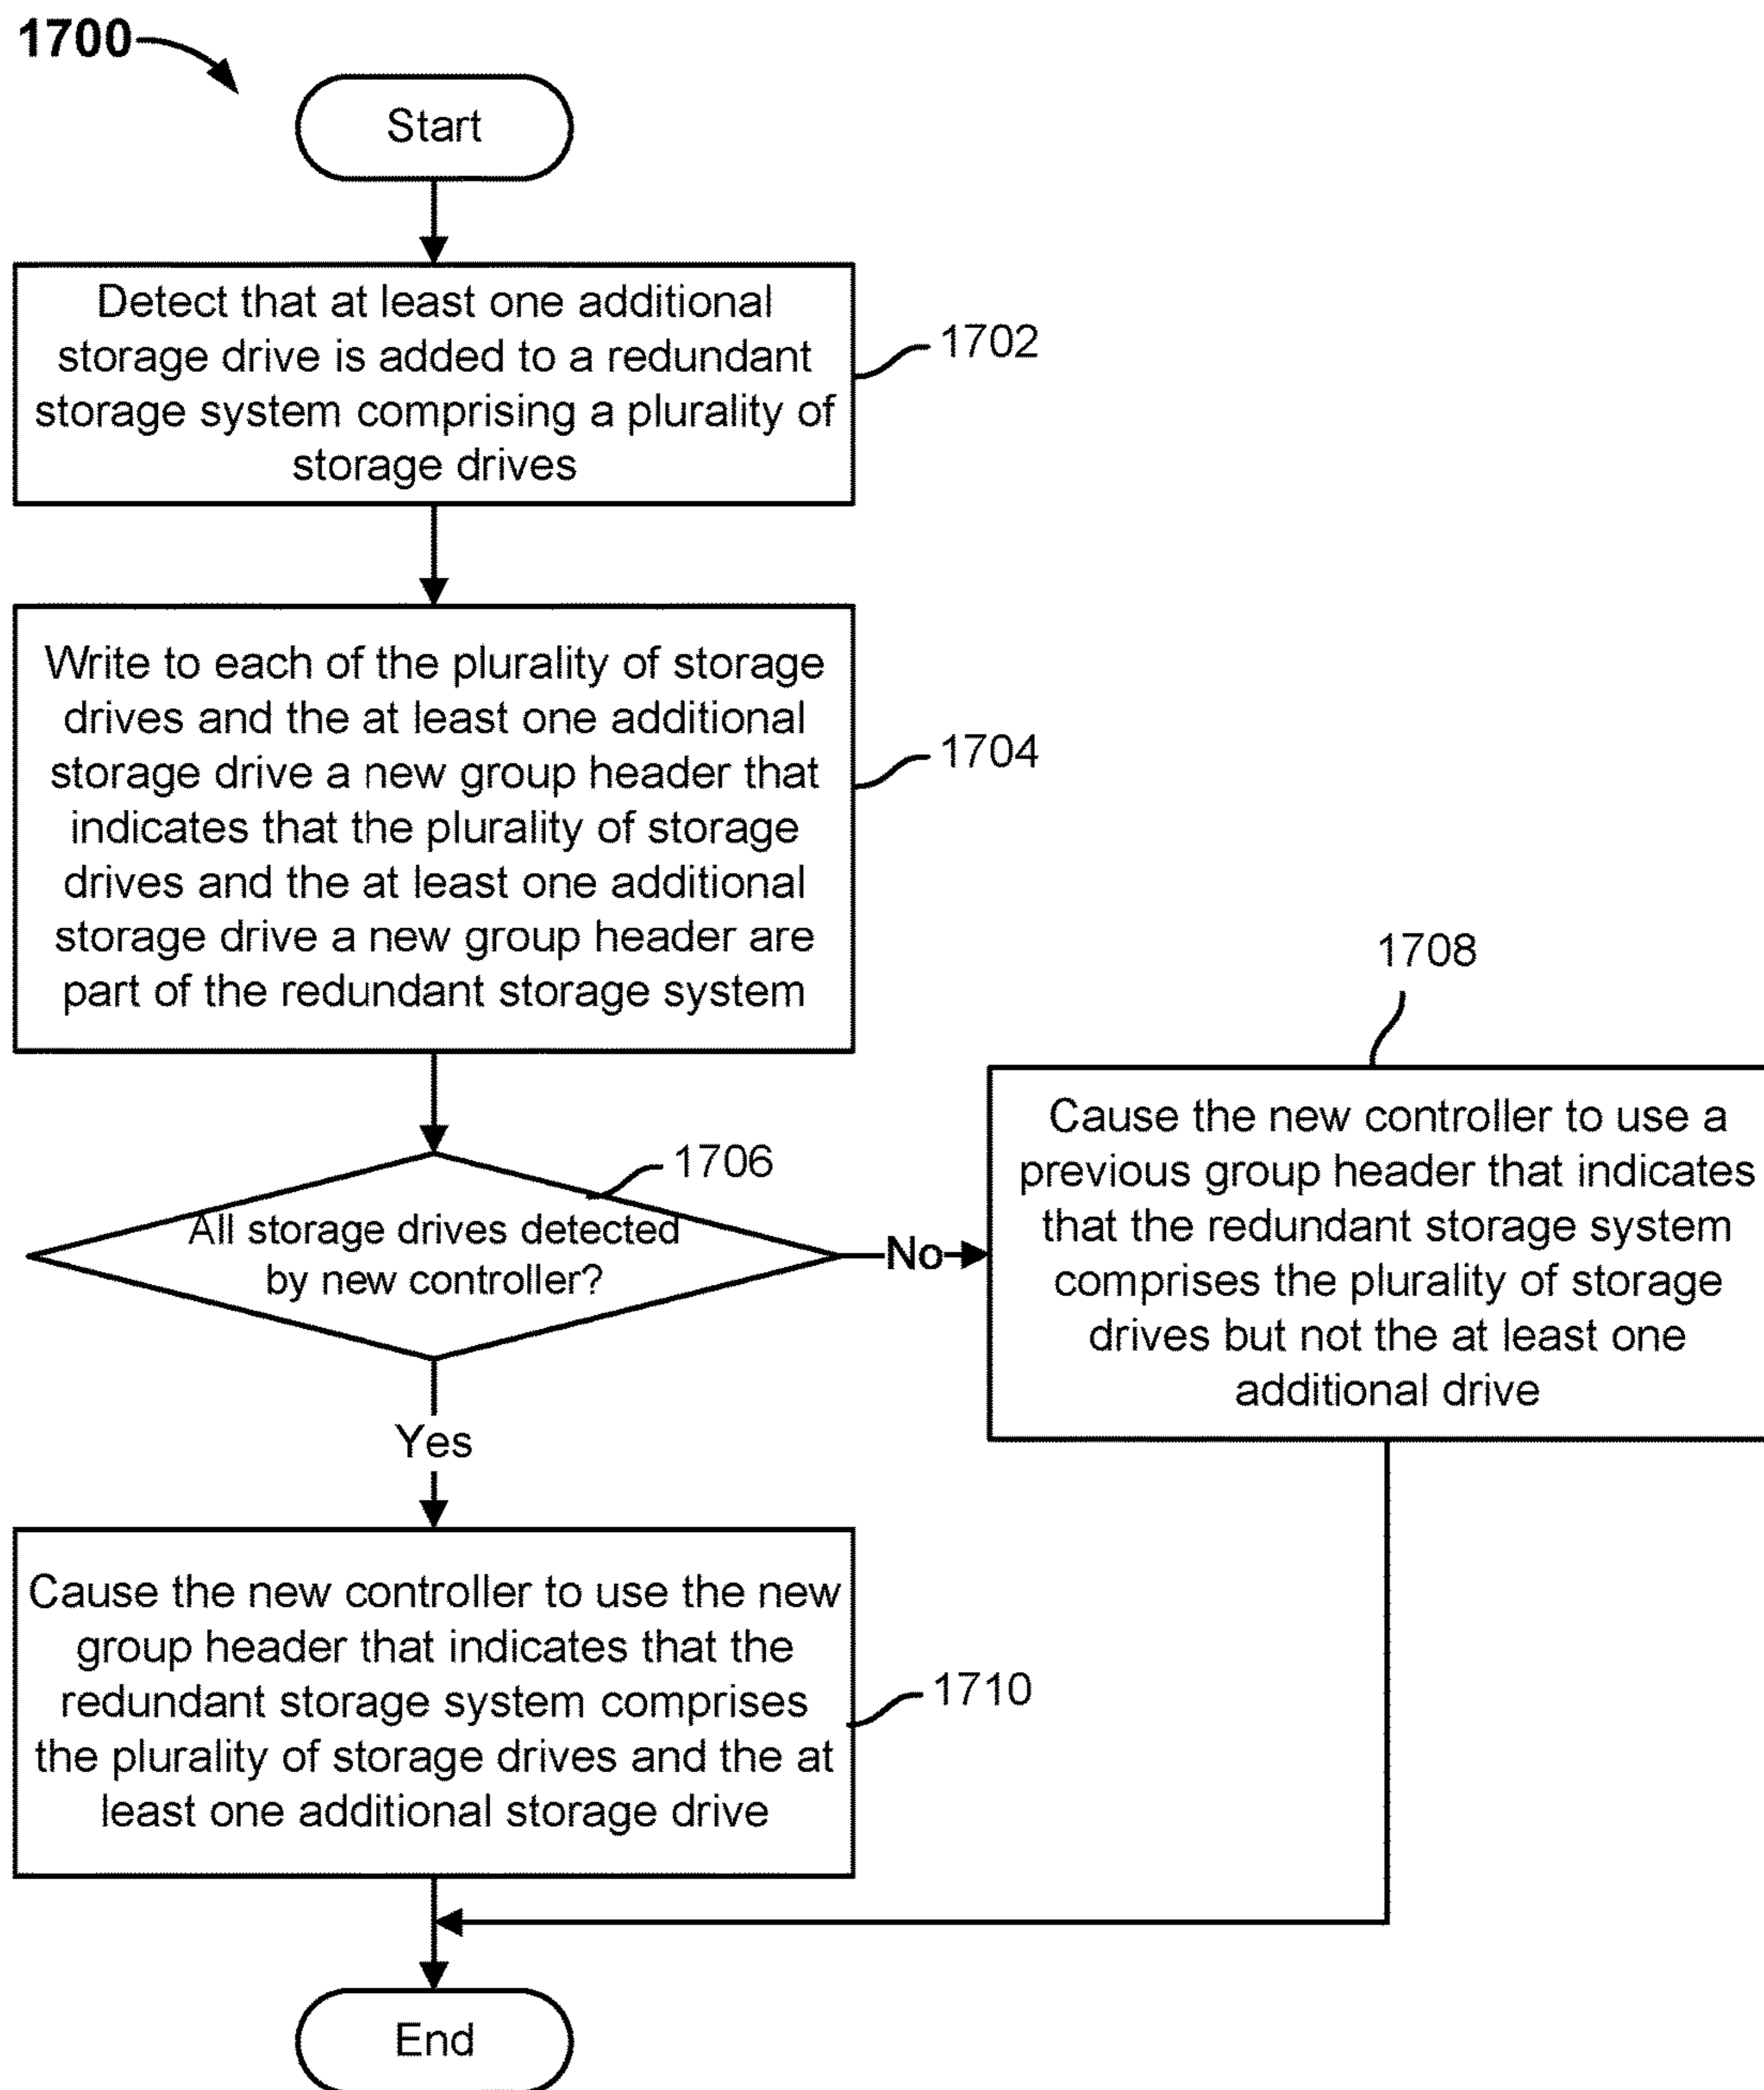 1700
Start
Detect that at least one additional
storage drive is added to a redundant
storage system comprising a plurality of
storage drives
1702
Write to each of the plurality of storage
drives and the at least one additional
storage drive a new group header that
indicates that the plurality of storage
drives and the at least one additional
storage drive a new group header are
part of the redundant storage system
1704
1706
All storage drives detected
by new controller?
No
1708
Cause the new controller to use a
previous group header that indicates
that the redundant storage system
comprises the plurality of storage
drives but not the at least one
additional drive
Yes
Cause the new controller to use the new
group header that indicates that the
redundant storage system comprises
the plurality of storage drives and the at
least one additional storage drive
1710
End